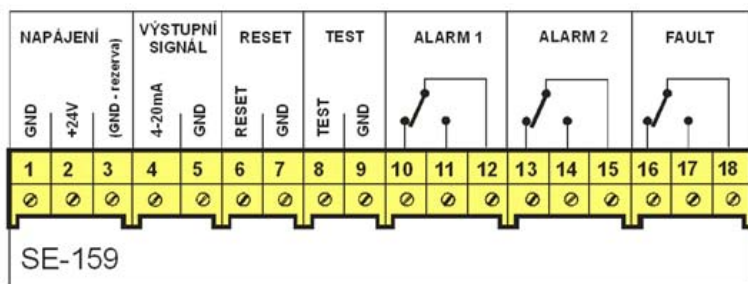 NAPÁJENÍ
VÝSTUPNÍ
SIGNÁL
RESET
TEST
ALARM 1
ALARM 2
FAULT
GND
+24V
(GND - rezerva)
4-20mA
GND
RESET
GND
TEST
GND
1 2 3 4 5 6 7 8 9 10 11 12 13 14 15 16 17 18
SE-159